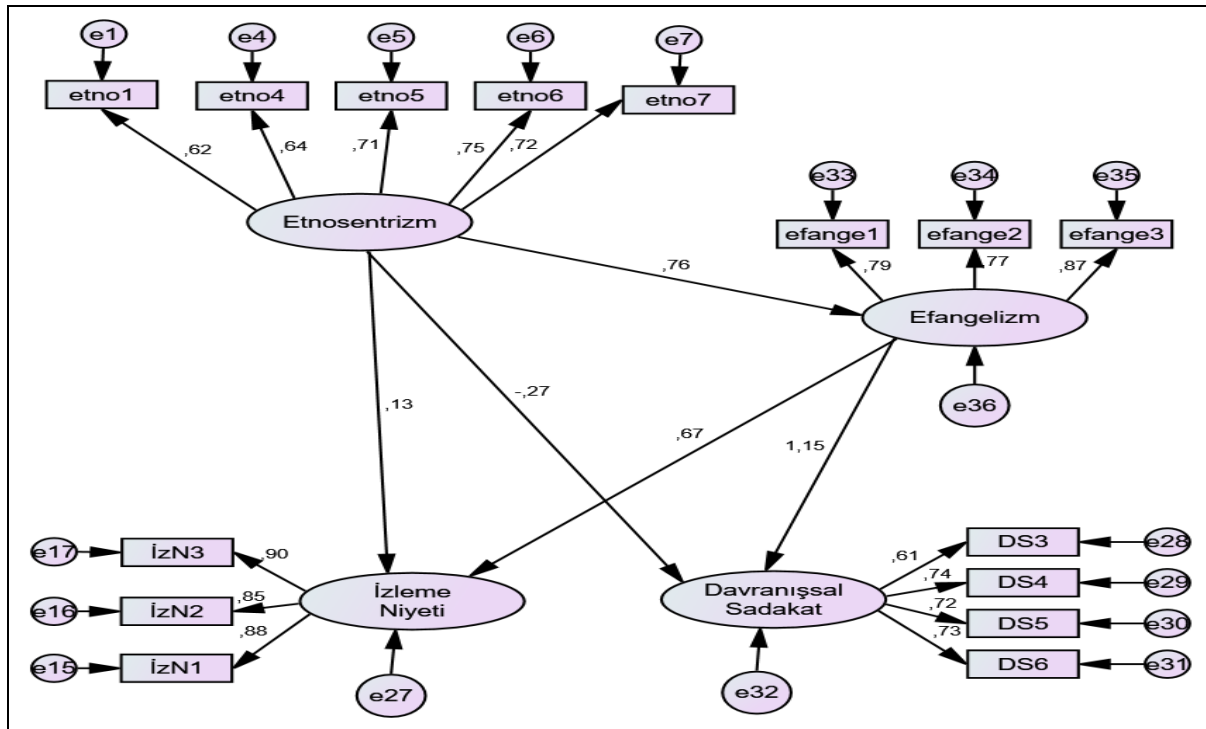 e1
e4
e5
e6
e7
etno1
etno4
etno5
etno6
etno7
,62
,64
,71
,75
,72
Etnosentrizm
e33
e34
e35
efange1
efange2
efange3
,79
,77
,87
,76
Efangelizm
e36
,13
-,27
,67
1,15
e17
İzN3
,90
e16
İzN2
,85
e15
İzN1
,88
İzleme
Niyeti
e27
Davranışsal
Sadakat
e32
,61
DS3
e28
,74
DS4
e29
,72
DS5
e30
,73
DS6
e31